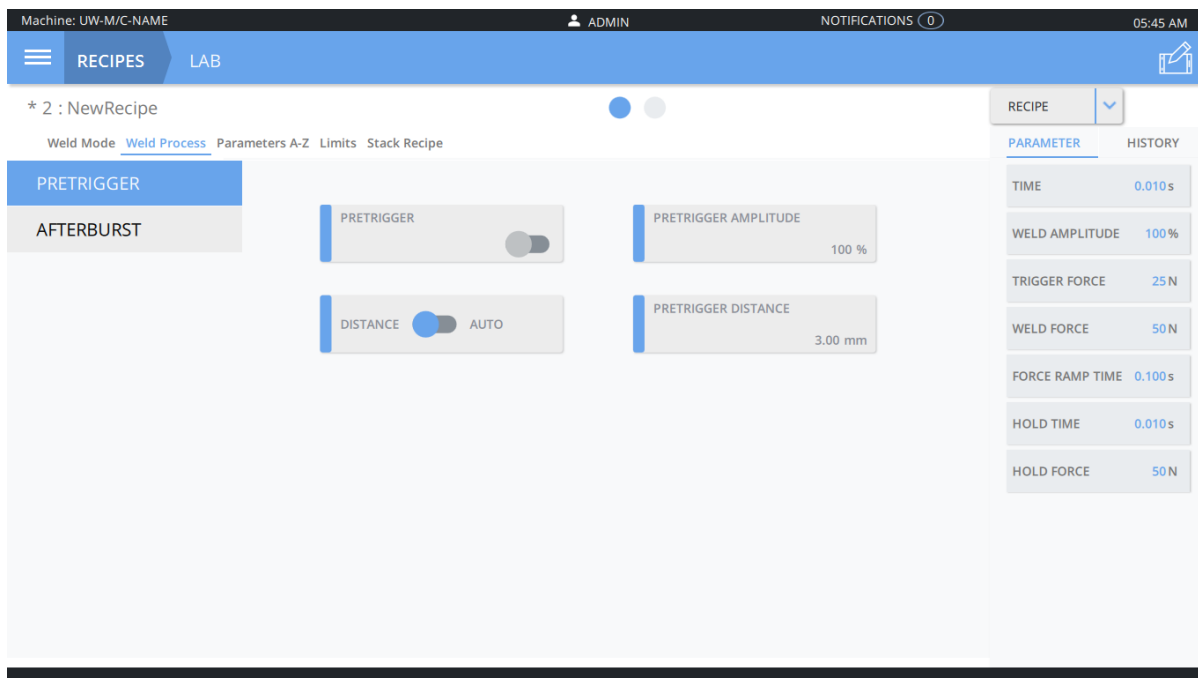 Machine: UW-M/C-NAME
ADMIN
NOTIFICATIONS 0
05:45 AM
RECIPES
LAB
* 2 : NewRecipe
Weld Mode Weld Process Parameters A-Z Limits Stack Recipe
PRETRIGGER
AFTERBURST
PRETRIGGER
PRETRIGGER AMPLITUDE
100 %
DISTANCE AUTO
PRETRIGGER DISTANCE
3.00 mm
RECIPE
PARAMETER HISTORY
TIME 0.010 s
WELD AMPLITUDE 100 %
TRIGGER FORCE 25 N
WELD FORCE 50 N
FORCE RAMP TIME 0.100 s
HOLD TIME 0.010 s
HOLD FORCE 50 N